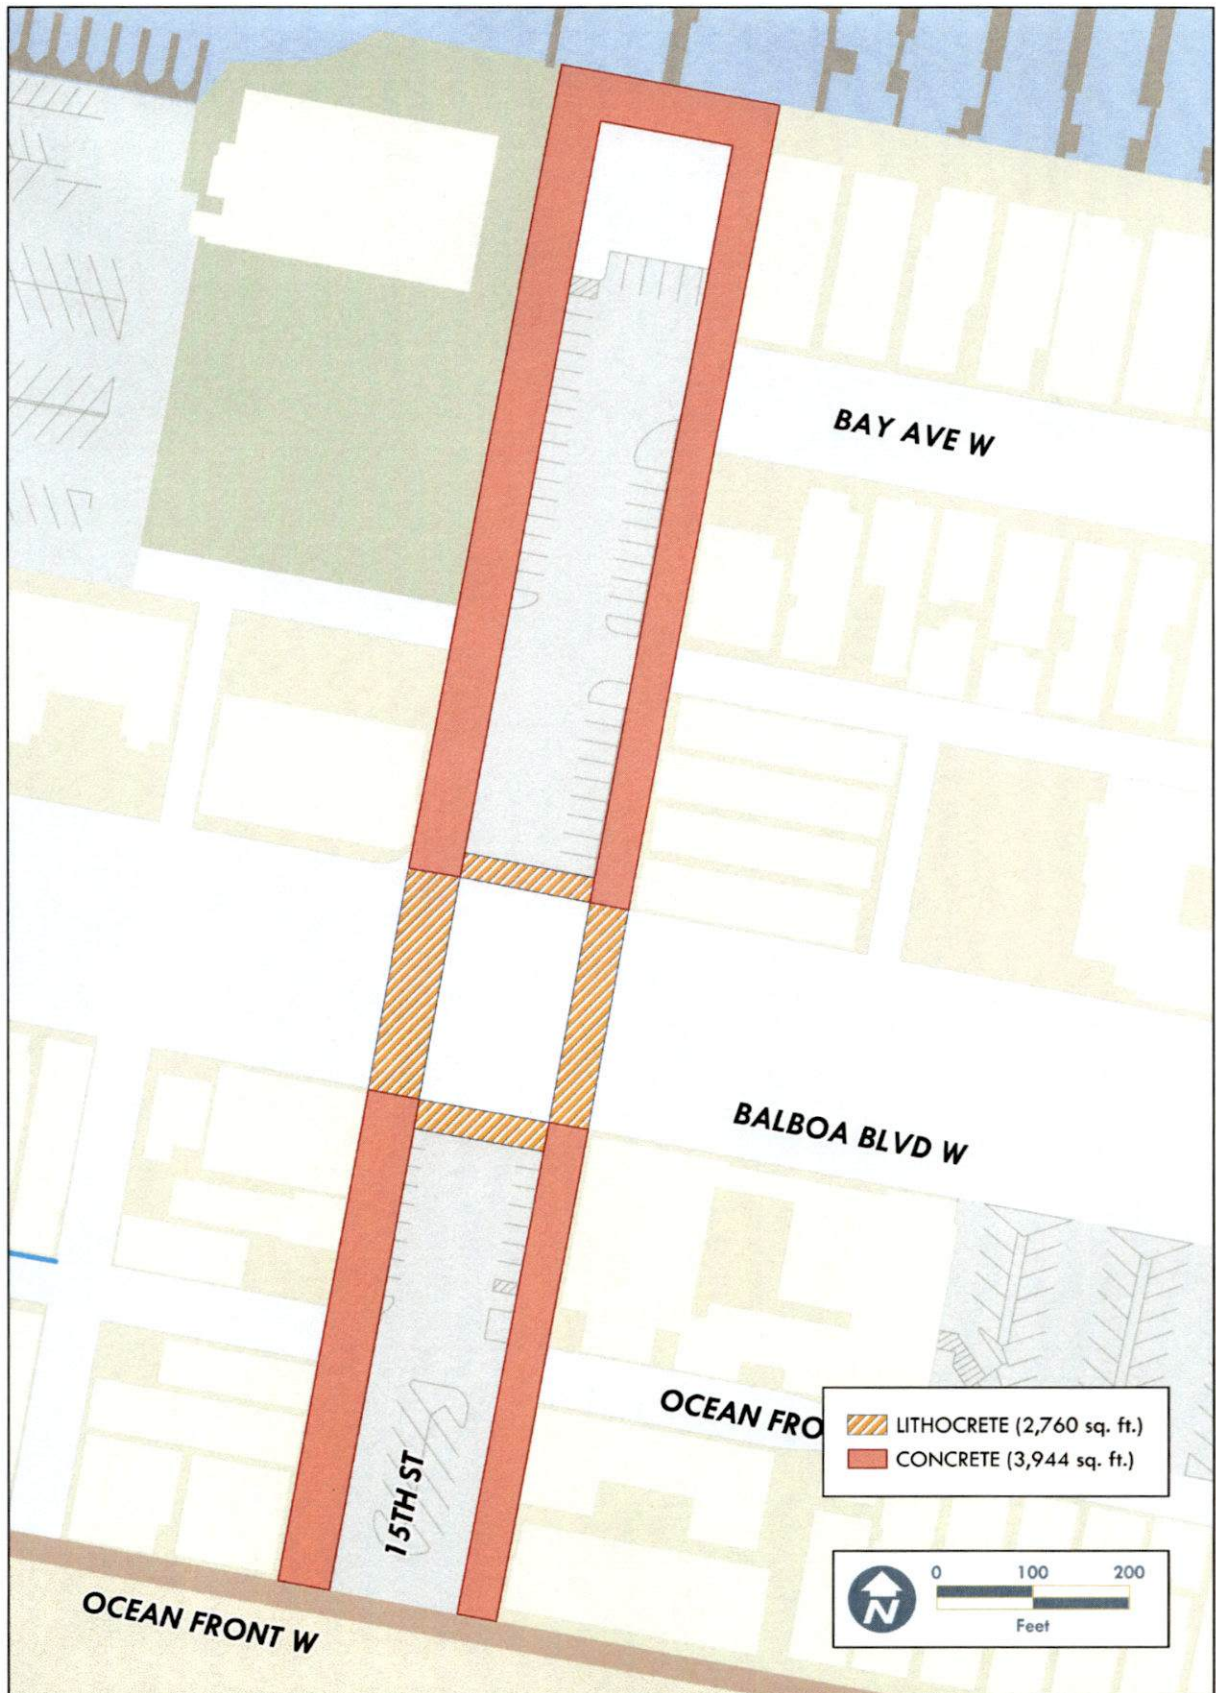 BAY AVE W
BALBOA BLVD W
OCEAN FRO
LITHOCRETE (2,760 sq. ft.)
CONCRETE (3,944 sq. ft.)
15TH ST
N
0 100 200
Feet
OCEAN FRONT W